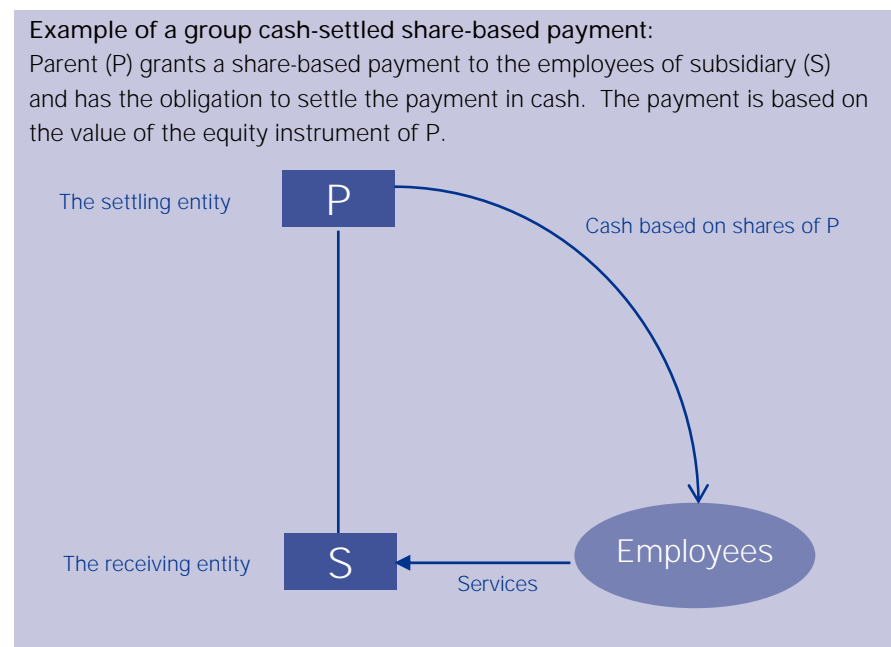 Example of a group cash-settled share-based payment:
Parent (P) grants a share-based payment to the employees of subsidiary (S)
and has the obligation to settle the payment in cash. The payment is based on
the value of the equity instrument of P.
The settling entity
P
Cash based on shares of P
The receiving entity
S
Services
Employees